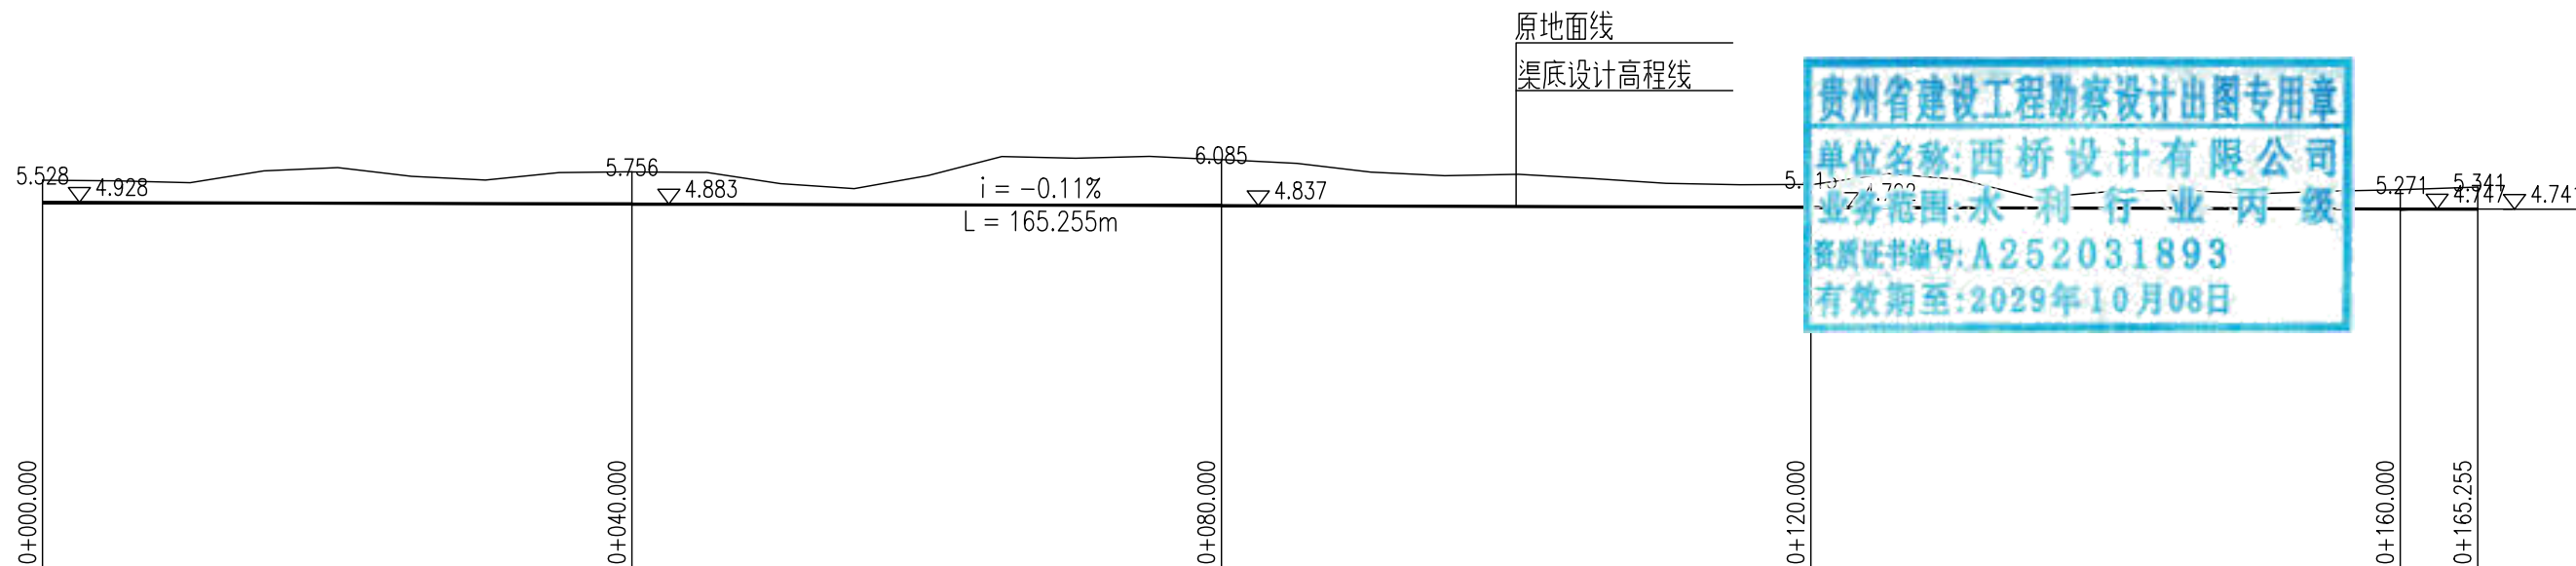 原地面线
渠底设计高程线
贵州省建设工程勘察设计出图专用章
单位名称:西桥设计有限公司
业务范围:水利行业丙级
资质证书编号:A252031893
有效期至:2029年10月08日
5.528
4.928
5.756
4.883
i = -0.11%
L = 165.255m
6.085
4.837
5.271
4.747
5.341
4.741
0+000.000
0+040.000
0+080.000
0+120.000
0+160.000
0+165.255